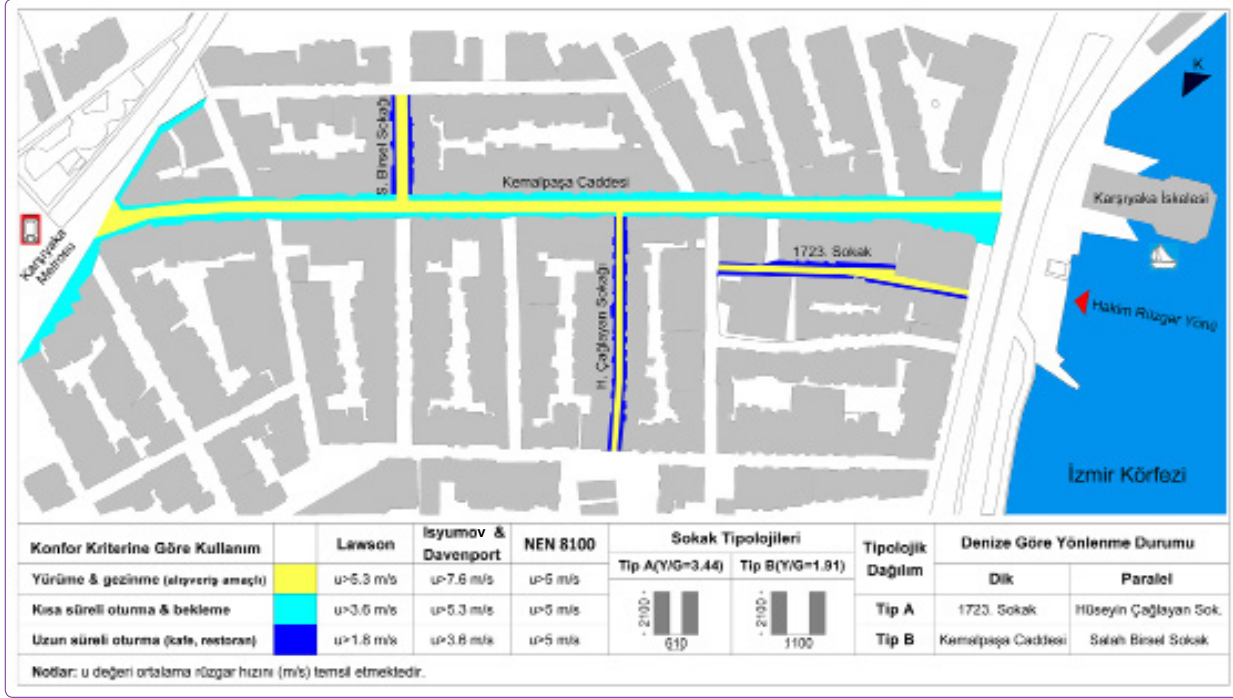 K
S. Birsel Sokağı
Kemalpaşa Caddesi
Karşıyaka İskelesi
Karşıyaka
Metrosu
1723. Sokak
H. Çağlayan Sokağı
Hakim Rüzgar Yönü
İzmir Körfezi
Konfor Kriterine Göre Kullanım Lawson Isyumov & Davenport NEN 8100 Sokak Tipolojileri Tipolojik Dağılım Denize Göre Yönlenme Durumu
Tip A(Y/G=3.44) Tip B(Y/G=1.91) Dik Paralel
Yürüme & gezinme (alışveriş amaçlı) u>5.3 m/s u>7.6 m/s u>5 m/s
Kısa süreli oturma & bekleme u>3.6 m/s u>5.3 m/s u>5 m/s 2100 610 2100 1100 Tip A 1723. Sokak Hüseyin Çağlayan Sok.
Uzun süreli oturma (kafe, restoran) u>1.8 m/s u>3.6 m/s u>5 m/s Tip B Kemalpaşa Caddesi Salah Birsel Sokak
Notlar: u değeri ortalama rüzgar hızını (m/s) temsil etmektedir.